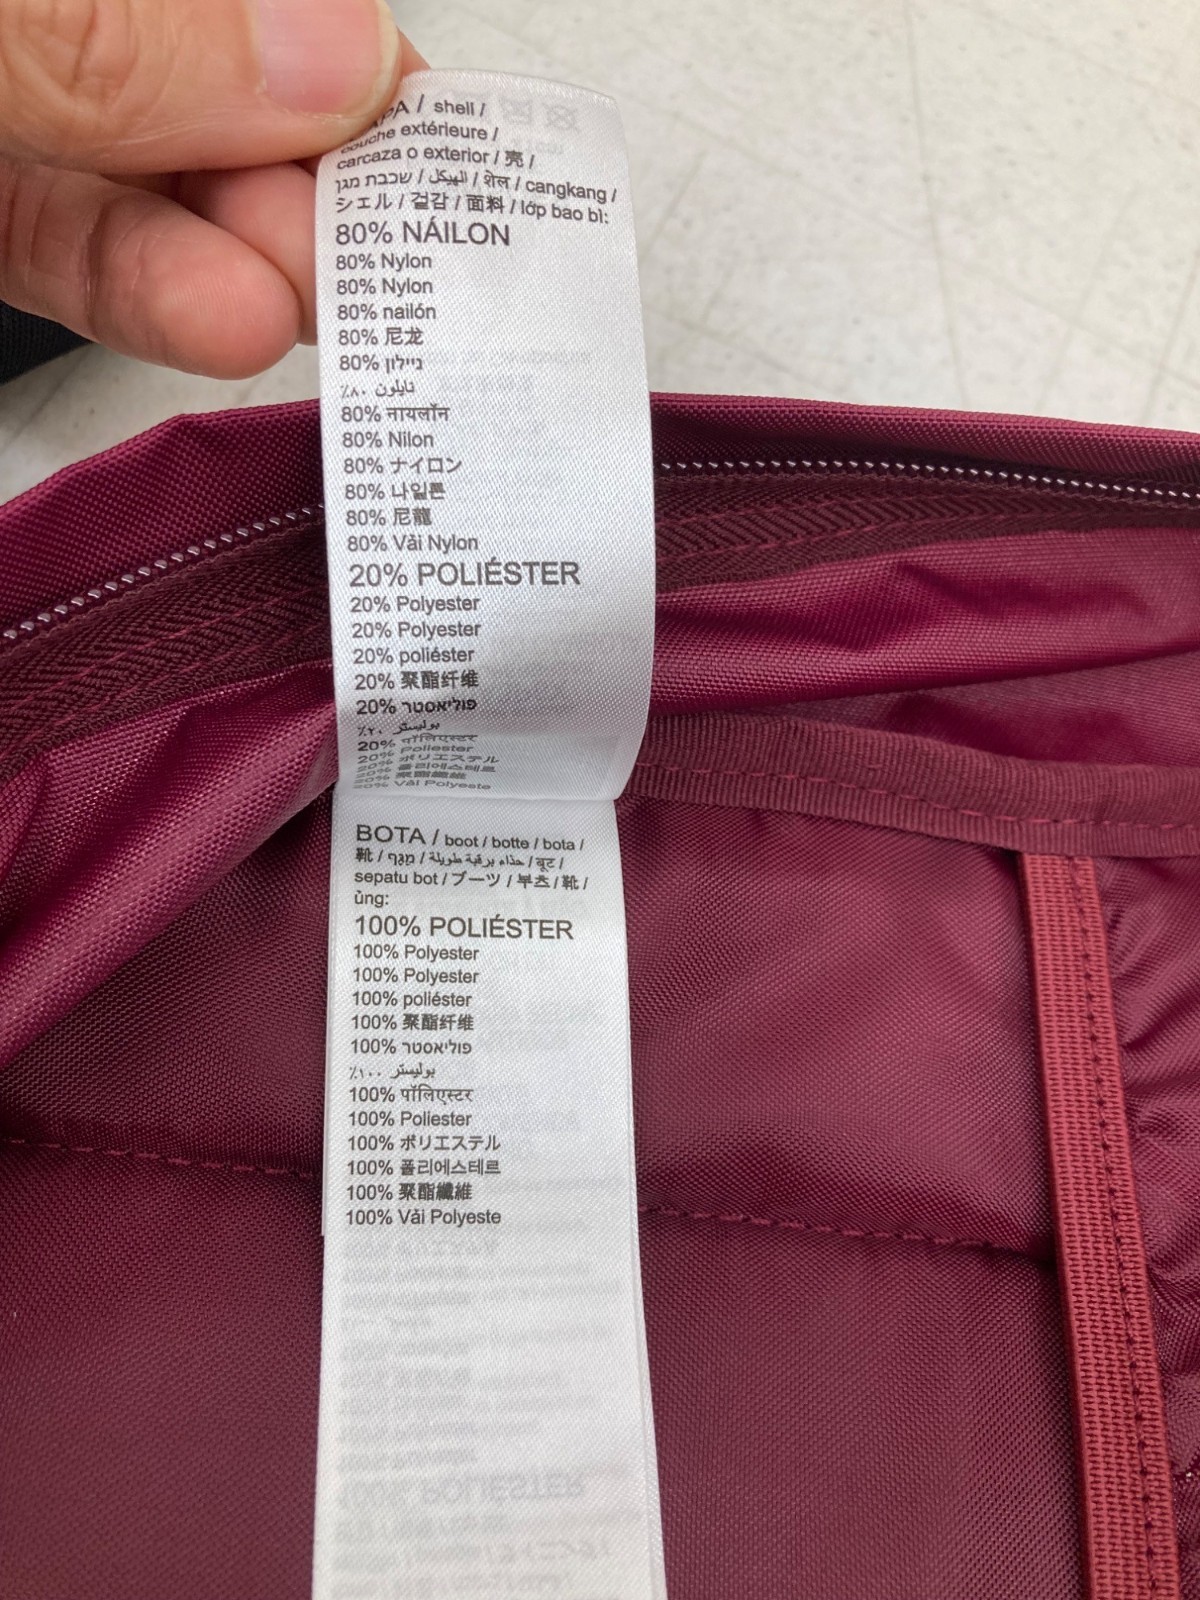 APA / shell /
couche extérieure /
carcaza o exterior / 売 /
שכבת מגן / الهيكل / शेल / cangkang /
シェル / 겉감 / 面料 / lớp bao bì:
80% NÁILON
80% Nylon
80% Nylon
80% nailón
80% 尼龙
80% ניילון
٪٨٠ نايلون
80% नायलॉन
80% Nilon
80% ナイロン
80% 나일론
80% 尼龍
80% Vải Nylon
20% POLIÉSTER
20% Polyester
20% Polyester
20% poliéster
20% 聚酯纤维
20% פוליאסטר
٪٢٠ بوليستر
20% पॉलिएस्टर
20% Poliester
20% ポリエステル
20% 폴리에스테르
20% 聚酯纖維
20% Vải Polyeste
BOTA / boot / botte / bota /
靴 / מגף / حذاء برقبة طويلة / बूट /
sepatu bot / ブーツ / 부츠 / 靴 /
ủng:
100% POLIÉSTER
100% Polyester
100% Polyester
100% poliéster
100% 聚酯纤维
100% פוליאסטר
٪١٠٠ بوليستر
100% पॉलिएस्टर
100% Poliester
100% ポリエステル
100% 폴리에스테르
100% 聚酯纖維
100% Vải Polyeste